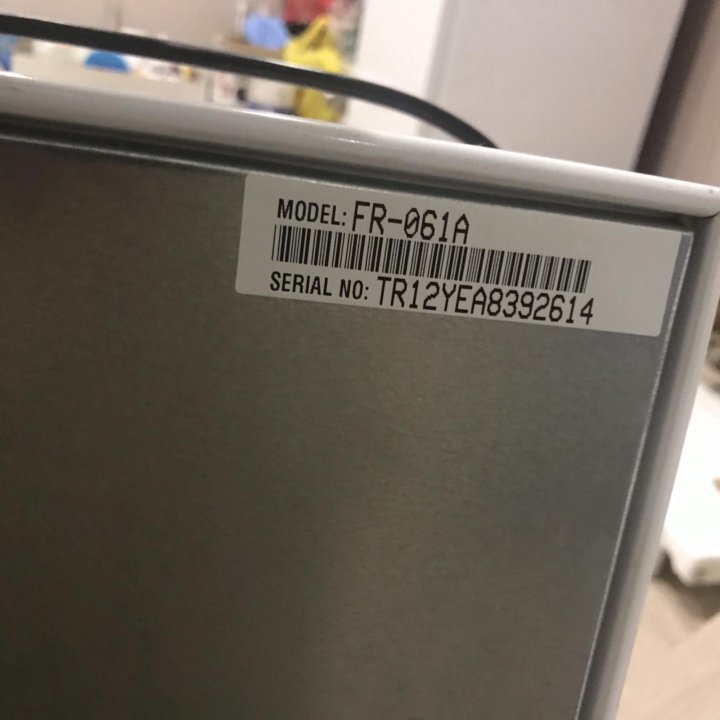 MODEL: FR-061A
SERIAL NO: TR12YEA8392614